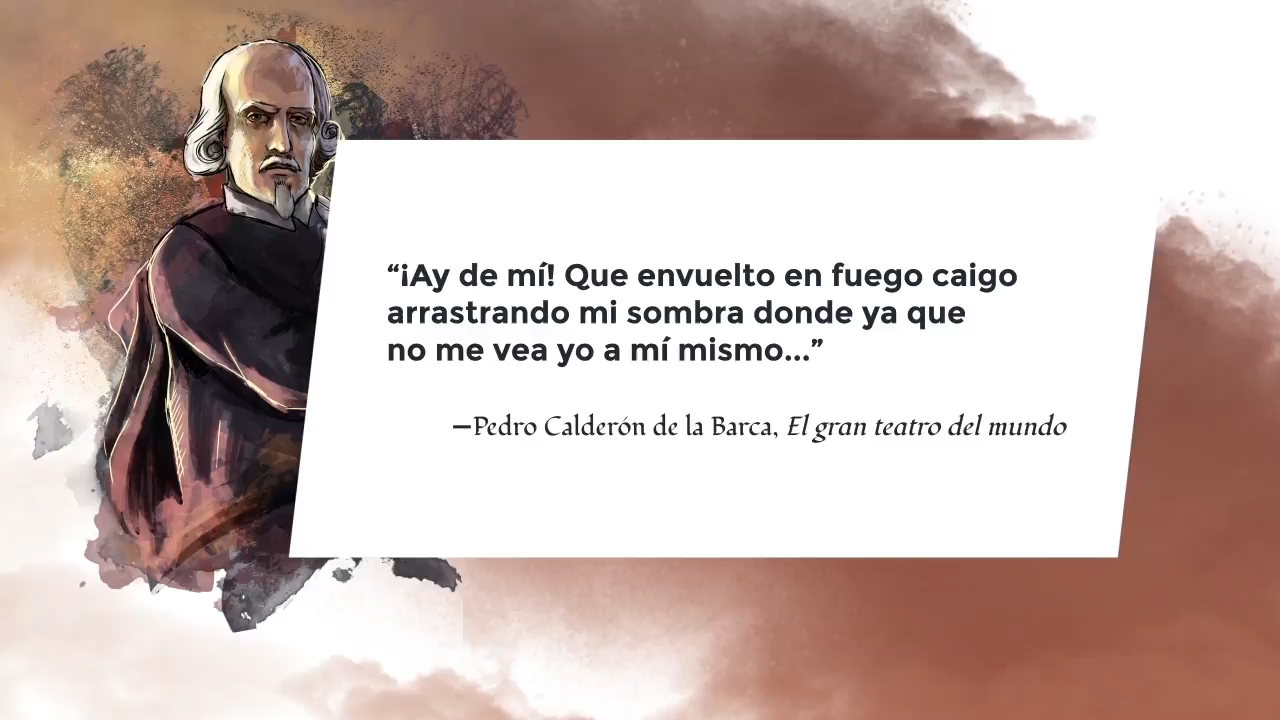 “¡Ay de mí! Que envuelto en fuego caigo
arrastrando mi sombra donde ya que
no me vea yo a mí mismo...”
—Pedro Calderón de la Barca, El gran teatro del mundo